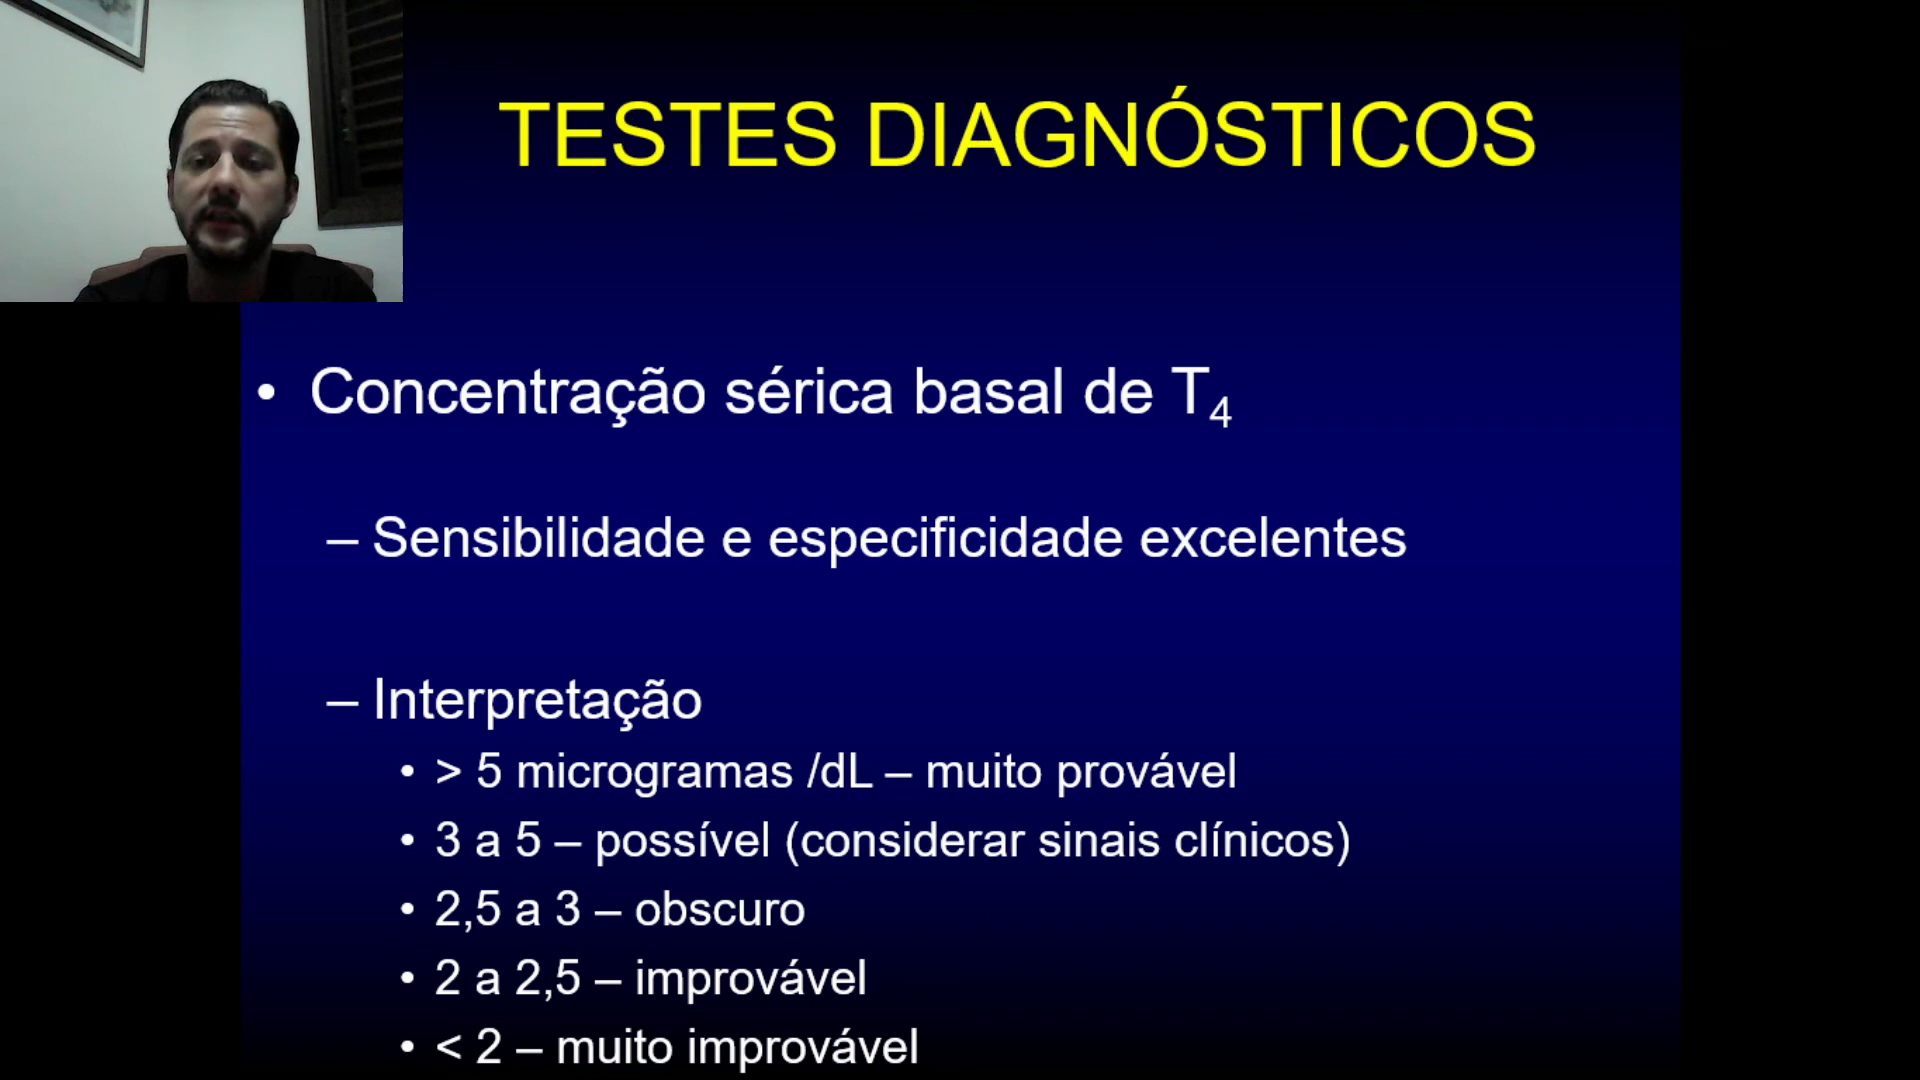 TESTES DIAGNÓSTICOS
• Concentração sérica basal de T₄
– Sensibilidade e especificidade excelentes
– Interpretação
• > 5 microgramas /dL – muito provável
• 3 a 5 – possível (considerar sinais clínicos)
• 2,5 a 3 – obscuro
• 2 a 2,5 – improvável
• < 2 – muito improvável